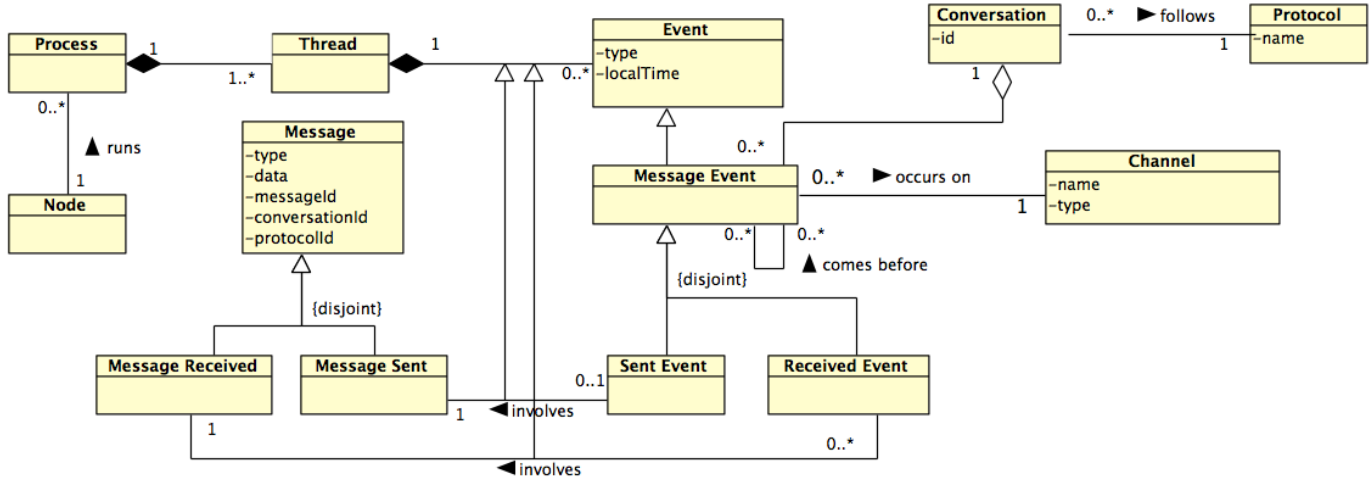 Process
1
1..*
0..*
Thread
1
0..*
Event
-type
-localTime
Conversation
-id
0..*
follows
1
Protocol
-name
1
runs
1
Node
Message
-type
-data
-messageId
-conversationId
-protocolId
{disjoint}
0..*
Message Event
0..*
occurs on
1
Channel
-name
-type
0..*
0..*
comes before
{disjoint}
Message Received
Message Sent
Sent Event
Received Event
0..1
1
involves
1
0..*
involves